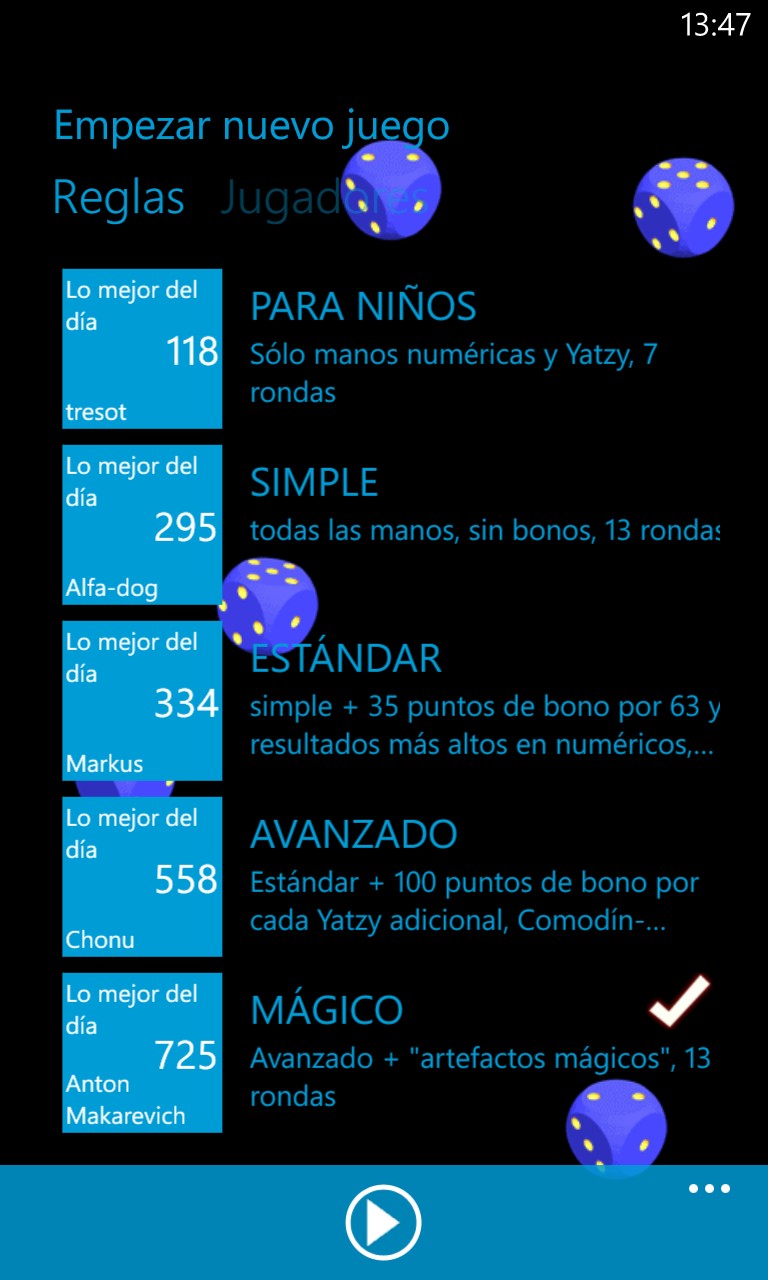 13:47
Empezar nuevo juego
Reglas Jugadores
Lo mejor del
día
118
tresot
PARA NIÑOS
Sólo manos numéricas y Yatzy, 7
rondas
Lo mejor del
día
295
Alfa-dog
SIMPLE
todas las manos, sin bonos, 13 rondas
Lo mejor del
día
334
Markus
ESTÁNDAR
simple + 35 puntos de bono por 63 y
resultados más altos en numéricos,...
Lo mejor del
día
558
Chonu
AVANZADO
Estándar + 100 puntos de bono por
cada Yatzy adicional, Comodín-...
Lo mejor del
día
725
Anton
Makarevich
MÁGICO
Avanzado + "artefactos mágicos", 13
rondas